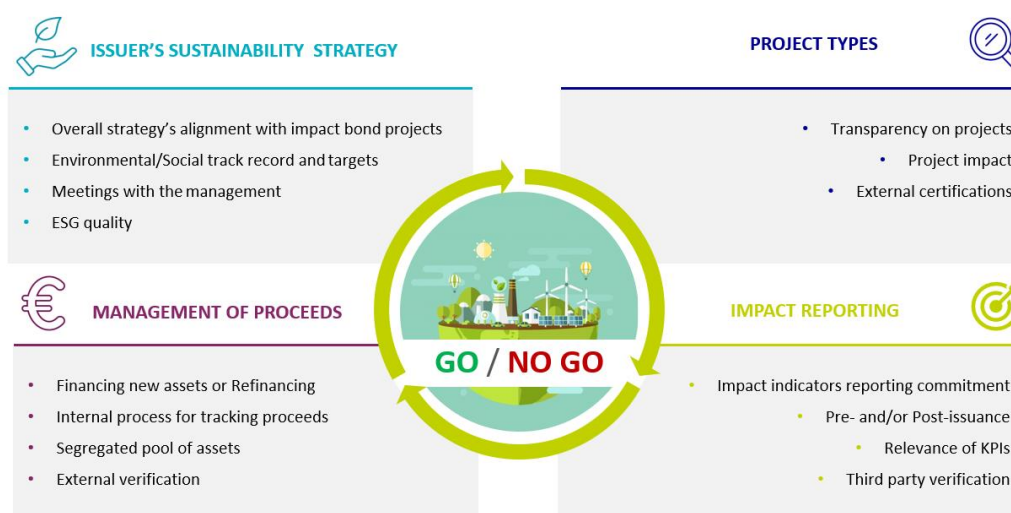 ISSUER'S SUSTAINABILITY STRATEGY
Overall strategy's alignment with impact bond projects
Environmental/Social track record and targets
Meetings with the management
ESG quality
PROJECT TYPES
Transparency on projects
Project impact
External certifications
GO / NO GO
MANAGEMENT OF PROCEEDS
Financing new assets or Refinancing
Internal process for tracking proceeds
Segregated pool of assets
External verification
IMPACT REPORTING
Impact indicators reporting commitment
Pre- and/or Post-issuance
Relevance of KPIs
Third party verification